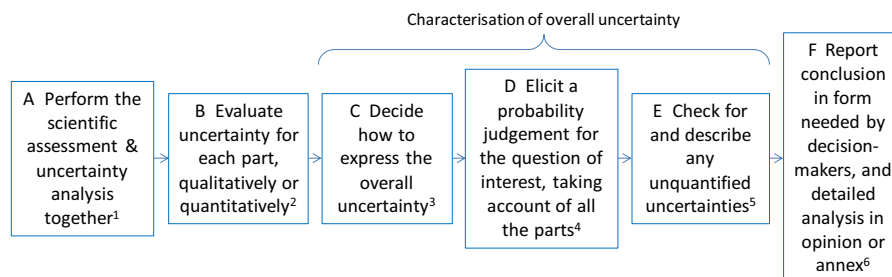 Characterisation of overall uncertainty
A Perform the
scientific
assessment &
uncertainty
analysis
together¹
B Evaluate
uncertainty for
each part,
qualitatively or
quantitatively²
C Decide
how to
express the
overall
uncertainty³
D Elicit a
probability
judgement for
the question of
interest, taking
account of all
the parts⁴
E Check for
and describe
any
unquantified
uncertainties⁵
F Report
conclusion
in form
needed by
decision-
makers, and
detailed
analysis in
opinion or
annex⁶